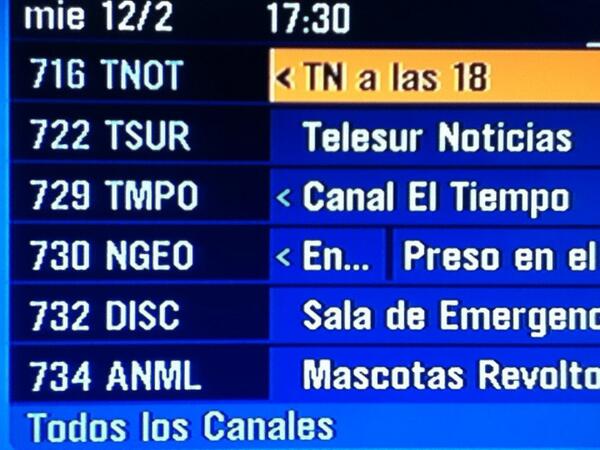 mie 12/2 17:30
716 TNOT < TN a las 18
722 TSUR Telesur Noticias
729 TMPO < Canal El Tiempo
730 NGEO < En... Preso en el
732 DISC Sala de Emergenc
734 ANML Mascotas Revolto
Todos los Canales